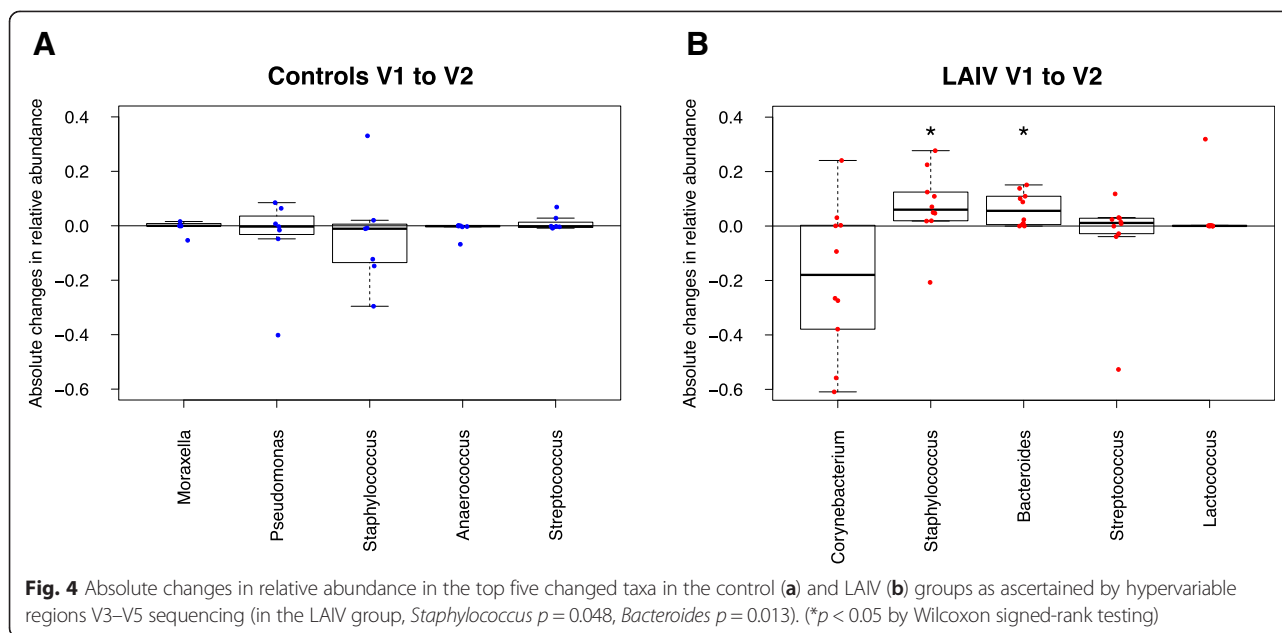 A
Controls V1 to V2
Absolute changes in relative abundance
0.4
0.2
0.0
−0.2
−0.4
−0.6
Moraxella
Pseudomonas
Staphylococcus
Anaerococcus
Streptococcus
B
LAIV V1 to V2
Absolute changes in relative abundance
0.4
0.2
0.0
−0.2
−0.4
−0.6
*
*
Corynebacterium
Staphylococcus
Bacteroides
Streptococcus
Lactococcus
Fig. 4 Absolute changes in relative abundance in the top five changed taxa in the control (a) and LAIV (b) groups as ascertained by hypervariable
regions V3–V5 sequencing (in the LAIV group, Staphylococcus p = 0.048, Bacteroides p = 0.013). (*p < 0.05 by Wilcoxon signed-rank testing)